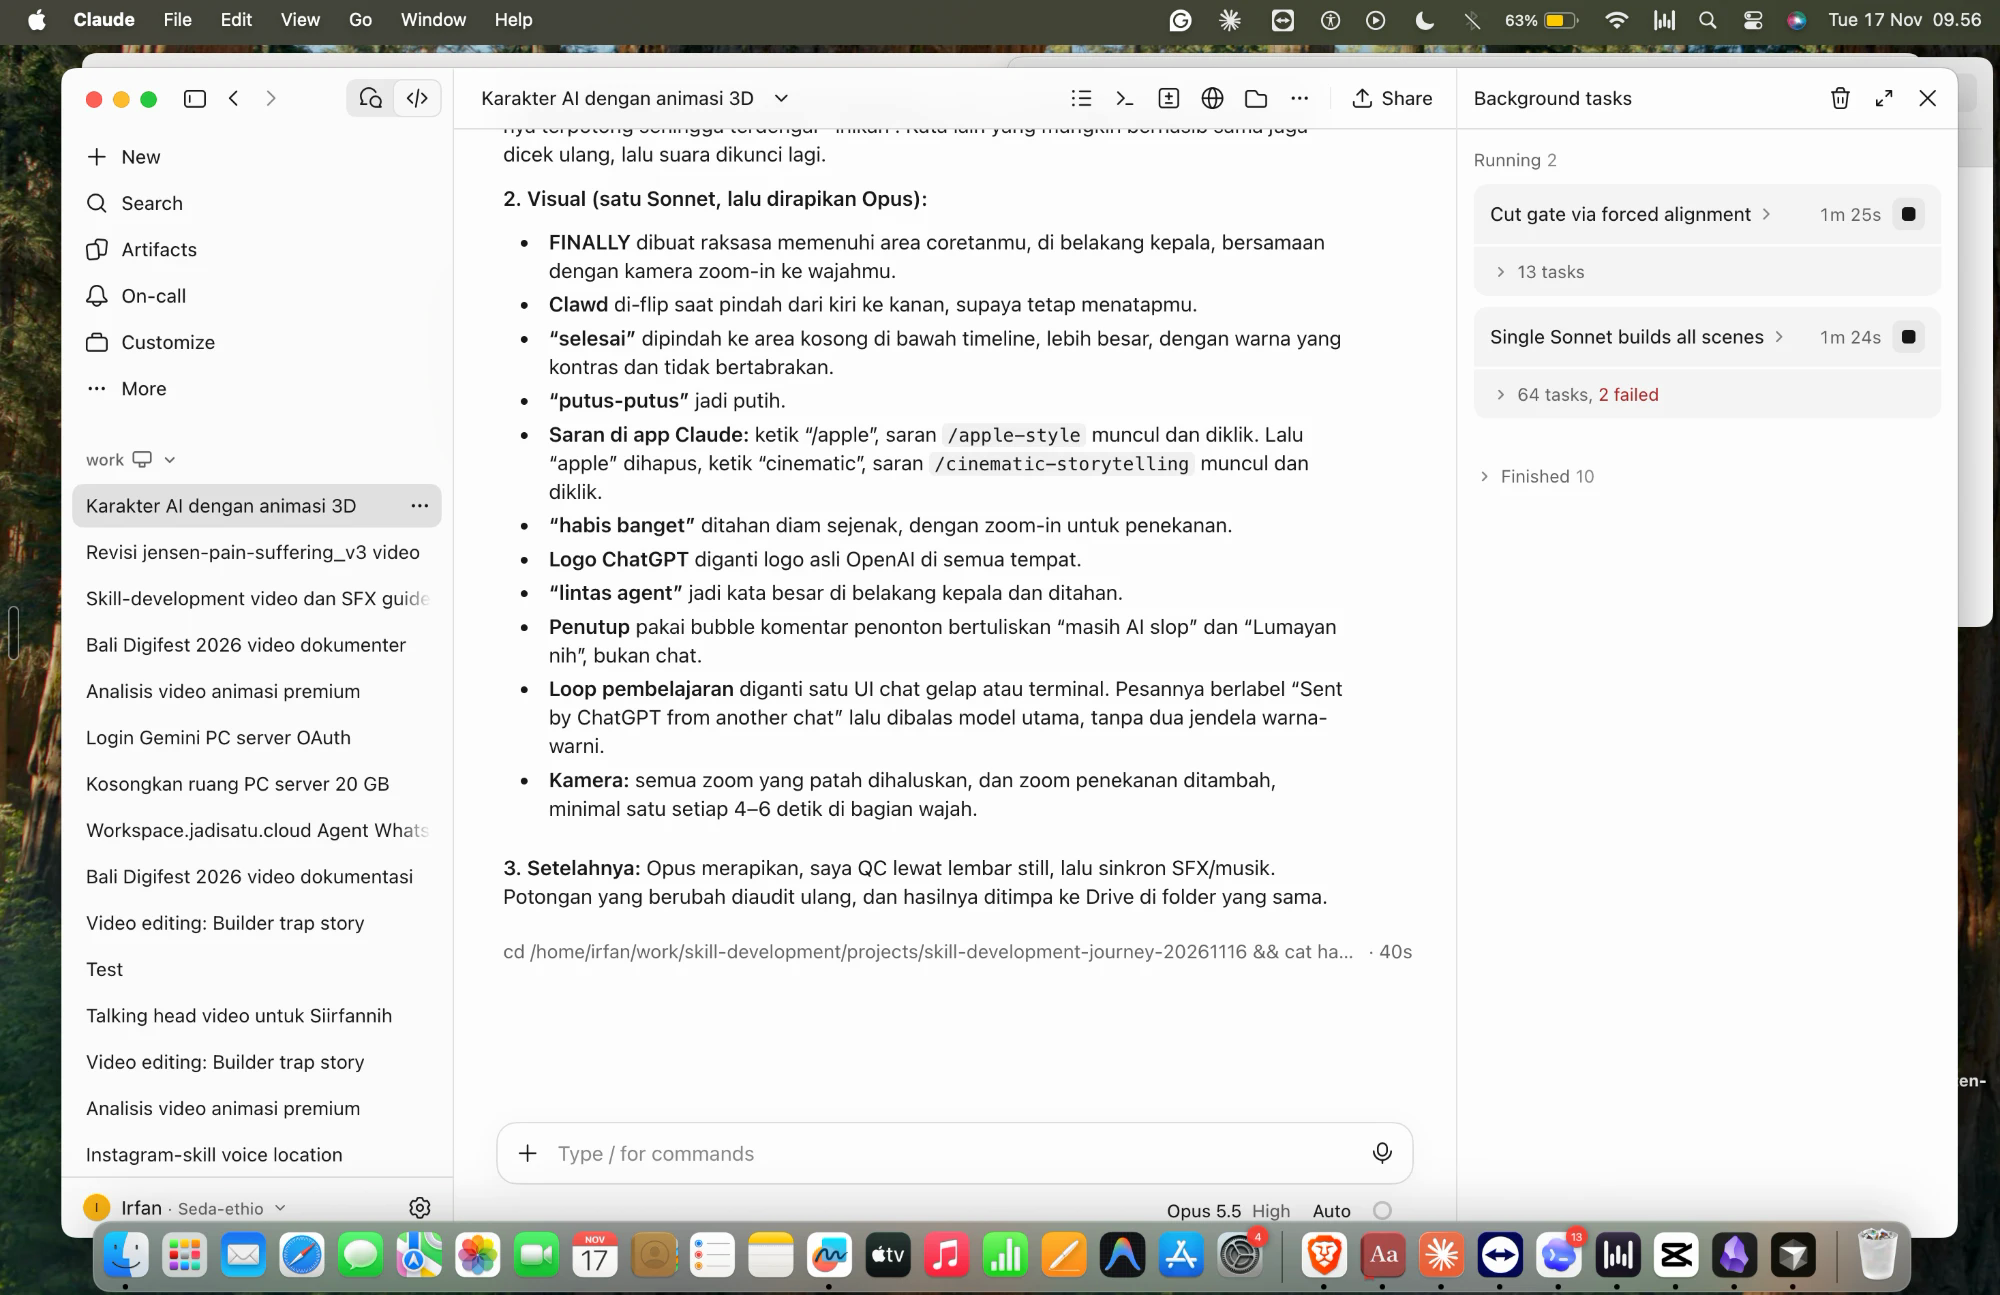 Claude File Edit View Go Window Help
63% Tue 17 Nov 09.56
Karakter AI dengan animasi 3D
Share
Background tasks
New
Search
Artifacts
On-call
Customize
More
work
Karakter AI dengan animasi 3D
Revisi jensen-pain-suffering_v3 video
Skill-development video dan SFX guide
Bali Digifest 2026 video dokumenter
Analisis video animasi premium
Login Gemini PC server OAuth
Kosongkan ruang PC server 20 GB
Workspace.jadisatu.cloud Agent Whats
Bali Digifest 2026 video dokumentasi
Video editing: Builder trap story
Test
Talking head video untuk Siirfannih
Video editing: Builder trap story
Analisis video animasi premium
Instagram-skill voice location
I Irfan · Seda-ethio
dicek ulang, lalu suara dikunci lagi.
2. Visual (satu Sonnet, lalu dirapikan Opus):
• FINALLY dibuat raksasa memenuhi area coretanmu, di belakang kepala, bersamaan
dengan kamera zoom-in ke wajahmu.
• Clawd di-flip saat pindah dari kiri ke kanan, supaya tetap menatapmu.
• “selesai” dipindah ke area kosong di bawah timeline, lebih besar, dengan warna yang
kontras dan tidak bertabrakan.
• “putus-putus” jadi putih.
• Saran di app Claude: ketik “/apple”, saran /apple-style muncul dan diklik. Lalu
“apple” dihapus, ketik “cinematic”, saran /cinematic-storytelling muncul dan
diklik.
• “habis banget” ditahan diam sejenak, dengan zoom-in untuk penekanan.
• Logo ChatGPT diganti logo asli OpenAI di semua tempat.
• “lintas agent” jadi kata besar di belakang kepala dan ditahan.
• Penutup pakai bubble komentar penonton bertuliskan “masih AI slop” dan “Lumayan
nih”, bukan chat.
• Loop pembelajaran diganti satu UI chat gelap atau terminal. Pesannya berlabel “Sent
by ChatGPT from another chat” lalu dibalas model utama, tanpa dua jendela warna-
warni.
• Kamera: semua zoom yang patah dihaluskan, dan zoom penekanan ditambah,
minimal satu setiap 4–6 detik di bagian wajah.
3. Setelahnya: Opus merapikan, saya QC lewat lembar still, lalu sinkron SFX/musik.
Potongan yang berubah diaudit ulang, dan hasilnya ditimpa ke Drive di folder yang sama.
cd /home/irfan/work/skill-development/projects/skill-development-journey-20261116 && cat ha... · 40s
Type / for commands
Opus 5.5 High Auto
Running 2
Cut gate via forced alignment 1m 25s
13 tasks
Single Sonnet builds all scenes 1m 24s
64 tasks, 2 failed
Finished 10
en-
NOV
17
tv
4
Aa
13